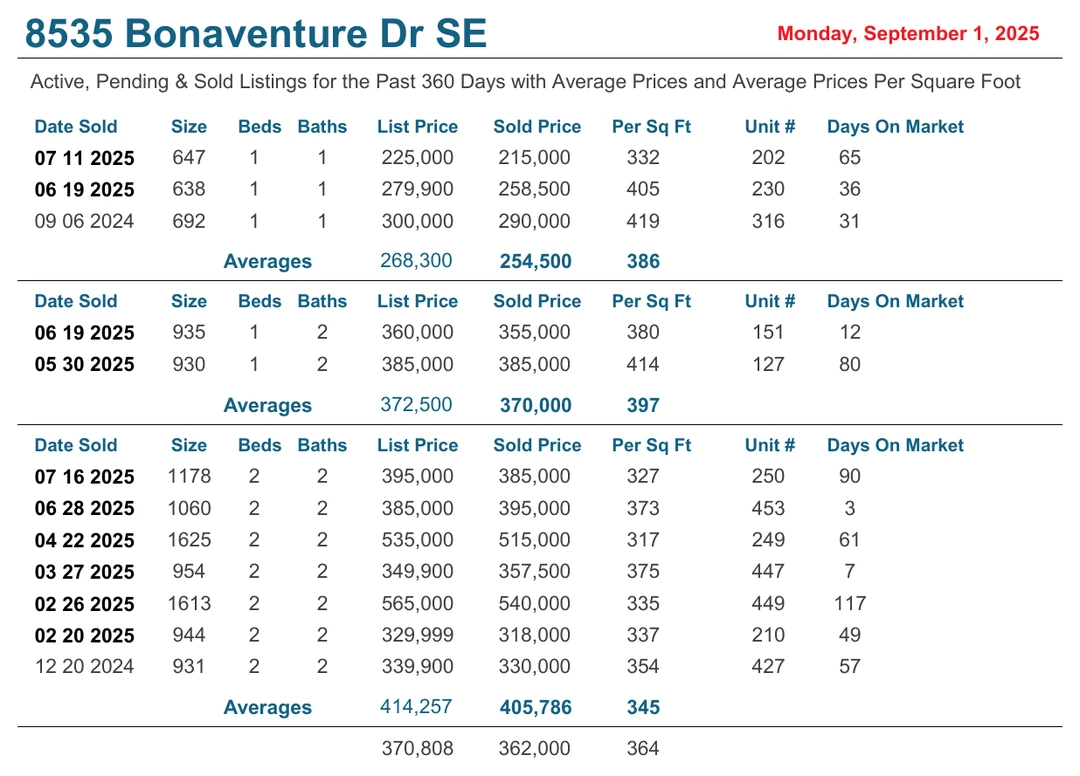 8535 Bonaventure Dr SE Monday, September 1, 2025
Active, Pending & Sold Listings for the Past 360 Days with Average Prices and Average Prices Per Square Foot
Date Sold Size Beds Baths List Price Sold Price Per Sq Ft Unit # Days On Market
07 11 2025 647 1 1 225,000 215,000 332 202 65
06 19 2025 638 1 1 279,900 258,500 405 230 36
09 06 2024 692 1 1 300,000 290,000 419 316 31
Averages 268,300 254,500 386
Date Sold Size Beds Baths List Price Sold Price Per Sq Ft Unit # Days On Market
06 19 2025 935 1 2 360,000 355,000 380 151 12
05 30 2025 930 1 2 385,000 385,000 414 127 80
Averages 372,500 370,000 397
Date Sold Size Beds Baths List Price Sold Price Per Sq Ft Unit # Days On Market
07 16 2025 1178 2 2 395,000 385,000 327 250 90
06 28 2025 1060 2 2 385,000 395,000 373 453 3
04 22 2025 1625 2 2 535,000 515,000 317 249 61
03 27 2025 954 2 2 349,900 357,500 375 447 7
02 26 2025 1613 2 2 565,000 540,000 335 449 117
02 20 2025 944 2 2 329,999 318,000 337 210 49
12 20 2024 931 2 2 339,900 330,000 354 427 57
Averages 414,257 405,786 345
370,808 362,000 364